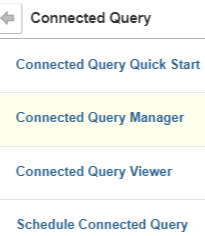 Connected Query
Connected Query Quick Start
Connected Query Manager
Connected Query Viewer
Schedule Connected Query